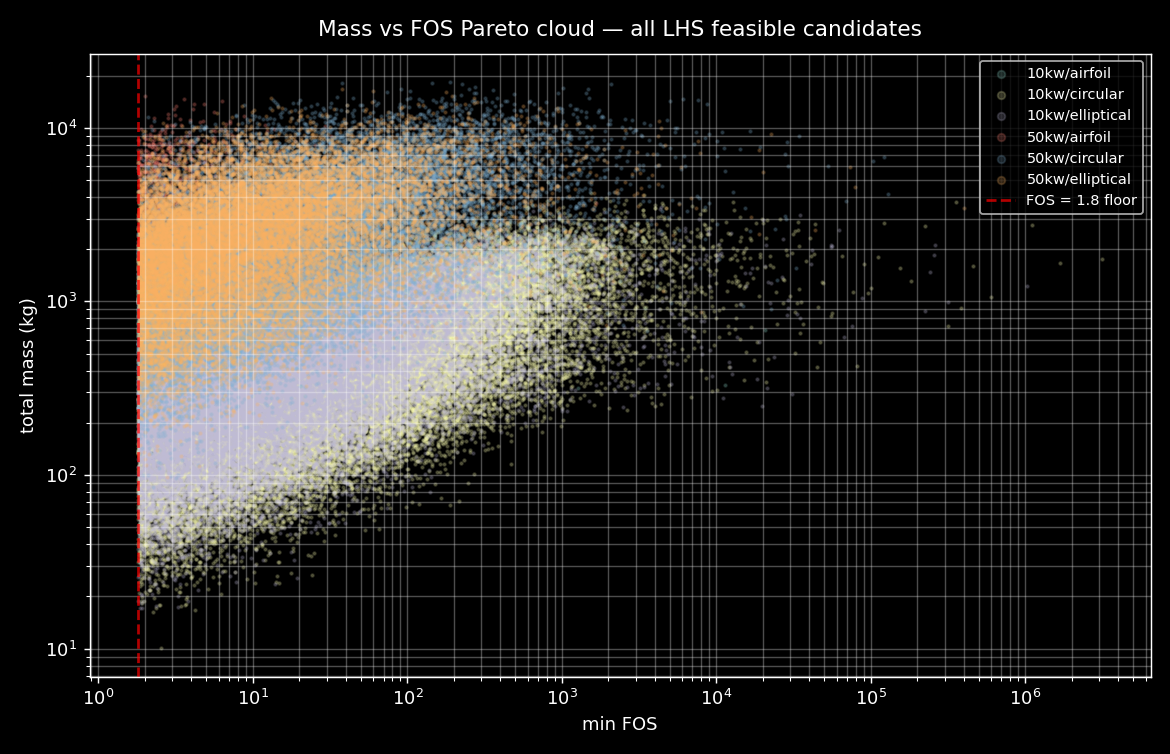 Mass vs FOS Pareto cloud — all LHS feasible candidates
10kw/airfoil
10kw/circular
10kw/elliptical
50kw/airfoil
50kw/circular
50kw/elliptical
FOS = 1.8 floor
total mass (kg)
10⁴
10³
10²
10¹
10⁰ 10¹ 10² 10³ 10⁴ 10⁵ 10⁶
min FOS